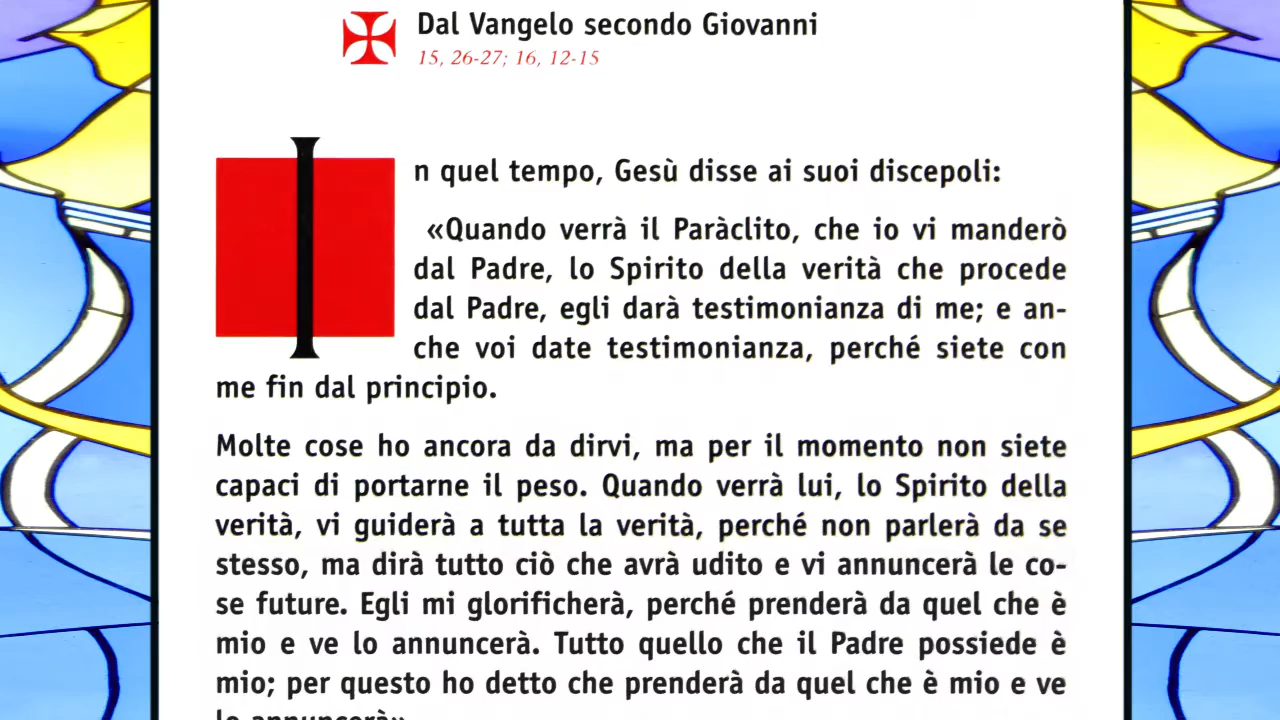 Dal Vangelo secondo Giovanni
15, 26-27; 16, 12-15
In quel tempo, Gesù disse ai suoi discepoli:
«Quando verrà il Paràclito, che io vi manderò
dal Padre, lo Spirito della verità che procede
dal Padre, egli darà testimonianza di me; e an-
che voi date testimonianza, perché siete con
me fin dal principio.
Molte cose ho ancora da dirvi, ma per il momento non siete
capaci di portarne il peso. Quando verrà lui, lo Spirito della
verità, vi guiderà a tutta la verità, perché non parlerà da se
stesso, ma dirà tutto ciò che avrà udito e vi annuncerà le co-
se future. Egli mi glorificherà, perché prenderà da quel che è
mio e ve lo annuncerà. Tutto quello che il Padre possiede è
mio; per questo ho detto che prenderà da quel che è mio e ve
lo annuncerà»